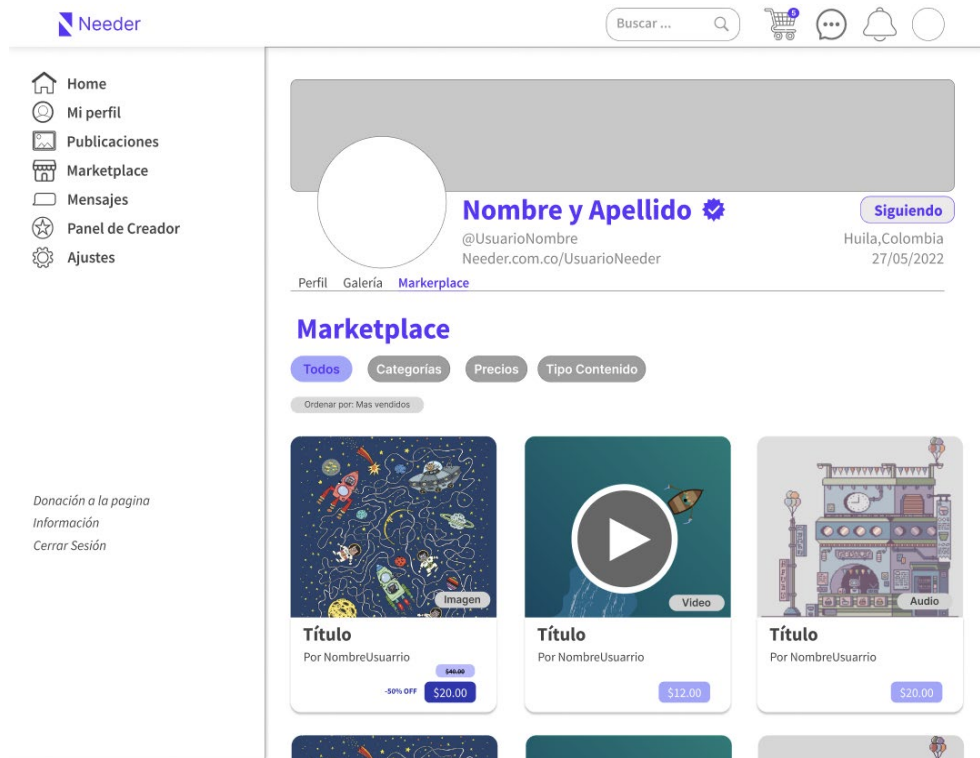 Needer
Buscar ...
5
Home
Mi perfil
Publicaciones
Marketplace
Mensajes
Panel de Creador
Ajustes
Donación a la pagina
Información
Cerrar Sesión
Nombre y Apellido
Siguiendo
@UsuarioNombre
Huila,Colombia
Needer.com.co/UsuarioNeeder
27/05/2022
Perfil Galería Markerplace
Marketplace
Todos Categorías Precios Tipo Contenido
Ordenar por: Mas vendidos
Imagen
Video
Audio
Título
Por NombreUsuarrio
$40.00
-50% OFF $20.00
Título
Por NombreUsuarrio
$12.00
Título
Por NombreUsuarrio
$20.00